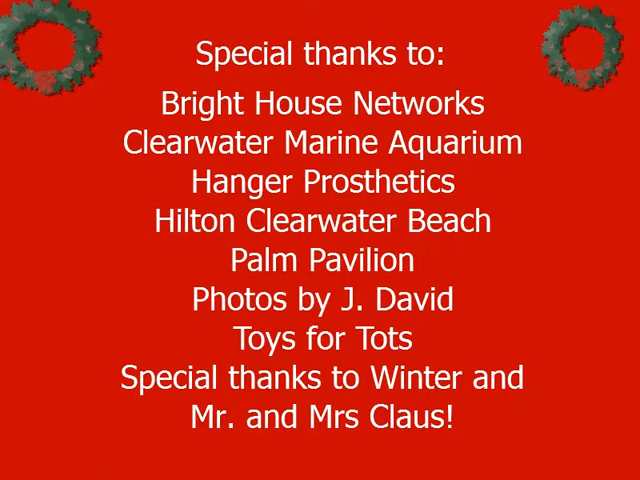 Special thanks to:
Bright House Networks
Clearwater Marine Aquarium
Hanger Prosthetics
Hilton Clearwater Beach
Palm Pavilion
Photos by J. David
Toys for Tots
Special thanks to Winter and
Mr. and Mrs Claus!